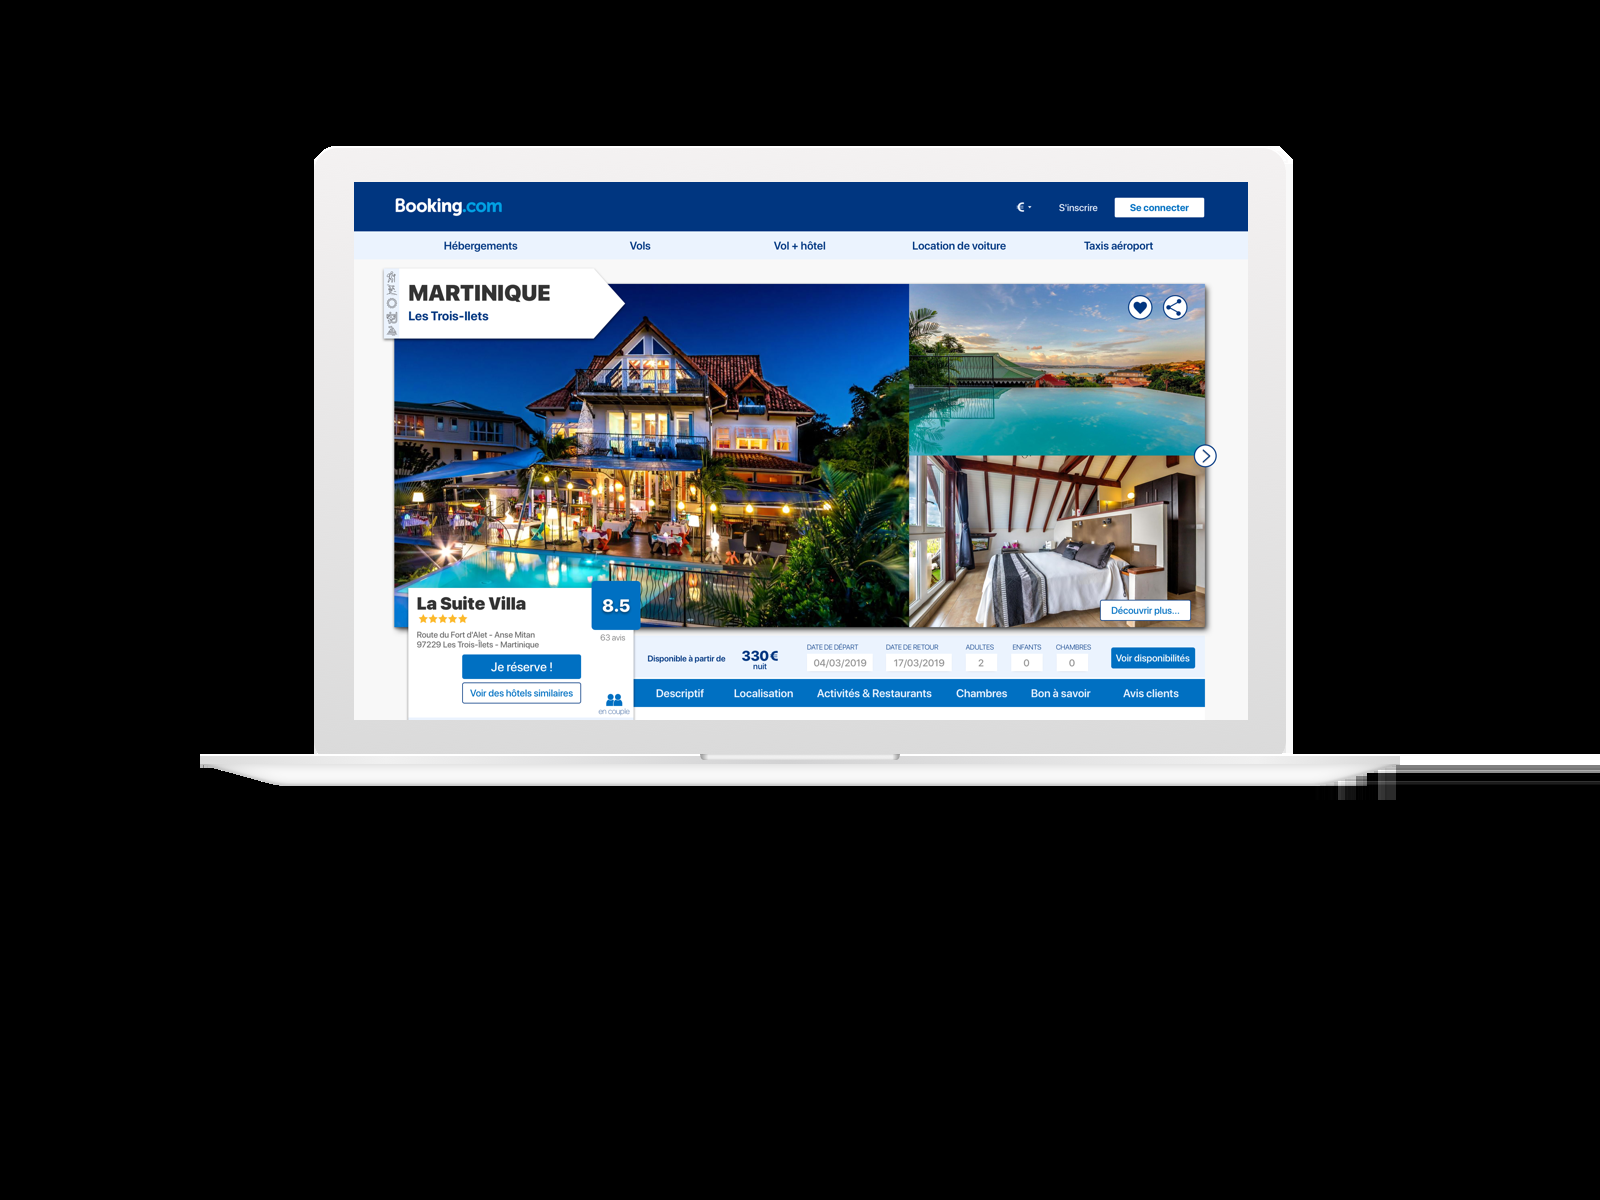 Booking.com
€
S'inscrire
Se connecter
Hébergements
Vols
Vol + hôtel
Location de voiture
Taxis aéroport
MARTINIQUE
Les Trois-Ilets
Découvrir plus...
La Suite Villa
8.5
63 avis
Route du Fort d'Alet - Anse Mitan
97229 Les Trois-Îlets - Martinique
Je réserve !
Voir des hôtels similaires
en couple
Disponible à partir de
330€
nuit
DATE DE DÉPART
04/03/2019
DATE DE RETOUR
17/03/2019
ADULTES
2
ENFANTS
0
CHAMBRES
0
Voir disponibilités
Descriptif
Localisation
Activités & Restaurants
Chambres
Bon à savoir
Avis clients